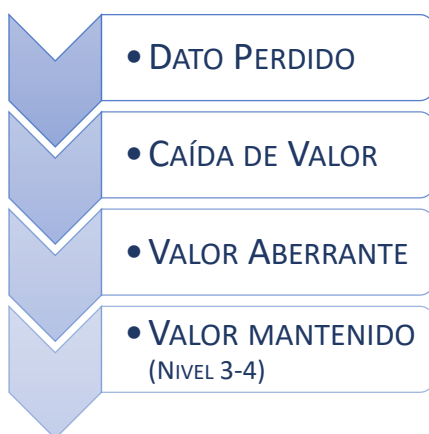 • DATO PERDIDO
• CAÍDA DE VALOR
• VALOR ABERRANTE
• VALOR MANTENIDO
(NIVEL 3-4)